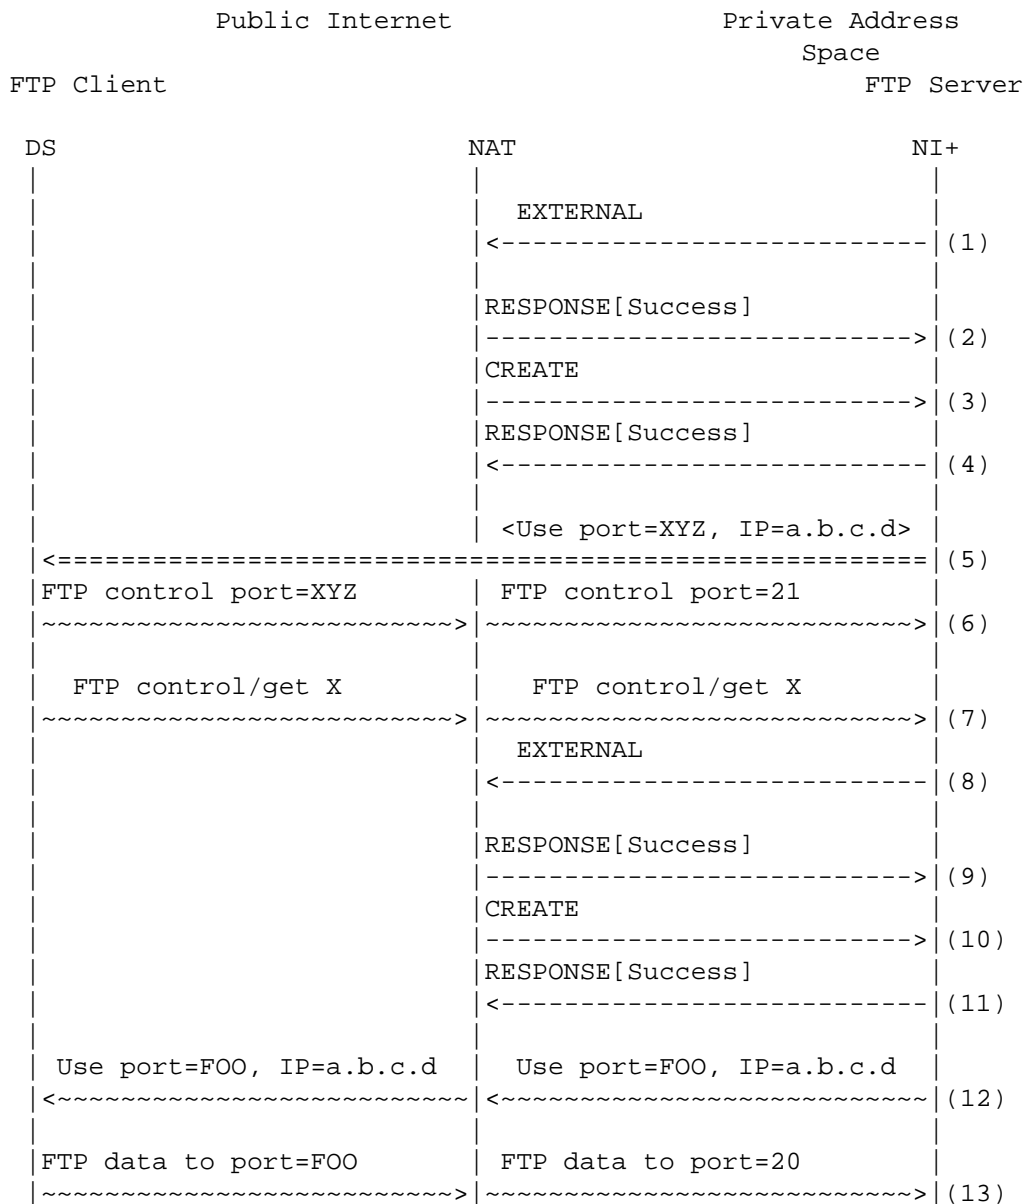 Public Internet Private Address
Space
FTP Client FTP Server
DS NAT NI+
| | |
| | EXTERNAL |
| |<---------------------------|(1)
| | |
| |RESPONSE[Success] |
| |--------------------------->|(2)
| |CREATE |
| |--------------------------->|(3)
| |RESPONSE[Success] |
| |<---------------------------|(4)
| | |
| | <Use port=XYZ, IP=a.b.c.d> |
|<=======================================================|(5)
|FTP control port=XYZ | FTP control port=21 |
|~~~~~~~~~~~~~~~~~~~~~~~~~~>|~~~~~~~~~~~~~~~~~~~~~~~~~~~>|(6)
| | |
| FTP control/get X | FTP control/get X |
|~~~~~~~~~~~~~~~~~~~~~~~~~~>|~~~~~~~~~~~~~~~~~~~~~~~~~~~>|(7)
| | EXTERNAL |
| |<---------------------------|(8)
| | |
| |RESPONSE[Success] |
| |--------------------------->|(9)
| |CREATE |
| |--------------------------->|(10)
| |RESPONSE[Success] |
| |<---------------------------|(11)
| | |
| Use port=FOO, IP=a.b.c.d | Use port=FOO, IP=a.b.c.d |
|<~~~~~~~~~~~~~~~~~~~~~~~~~~|<~~~~~~~~~~~~~~~~~~~~~~~~~~~|(12)
| | |
|FTP data to port=FOO | FTP data to port=20 |
|~~~~~~~~~~~~~~~~~~~~~~~~~~>|~~~~~~~~~~~~~~~~~~~~~~~~~~~>|(13)